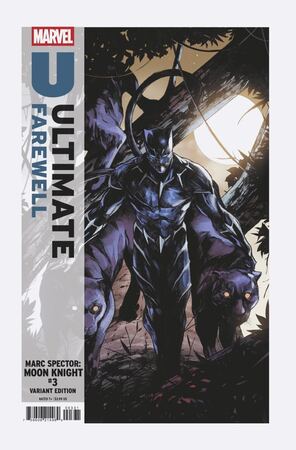 MARVEL
U
ULTIMATE
FAREWELL
MARC SPECTOR:
MOON KNIGHT
#3
VARIANT EDITION